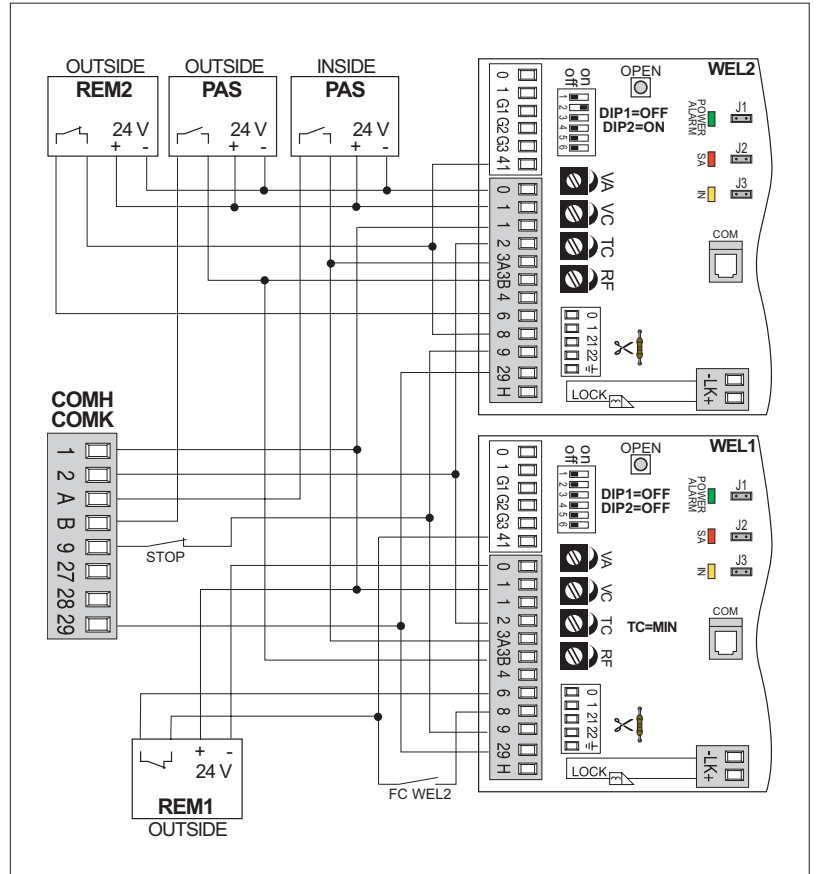 OUTSIDE
REM2
24 V
+ -
OUTSIDE
PAS
24 V
+ -
INSIDE
PAS
24 V
+ -
WEL2
0
1
G1
G2
G3
41
on
off
1
2
3
4
5
6
OPEN
DIP1=OFF
DIP2=ON
POWER
ALARM
J1
SA
J2
IN
J3
0
1
1
2
3A
3B
4
6
8
9
29
H
VA
VC
TC
RF
COM
0
1
21
22
LOCK
-LK+
COMH
COMK
1
2
A
B
9
27
28
29
STOP
WEL1
0
1
G1
G2
G3
41
on
off
1
2
3
4
5
6
OPEN
DIP1=OFF
DIP2=OFF
POWER
ALARM
J1
SA
J2
IN
J3
0
1
1
2
3A
3B
4
6
8
9
29
H
VA
VC
TC
RF
TC=MIN
COM
0
1
21
22
LOCK
-LK+
+ -
24 V
REM1
OUTSIDE
FC WEL2